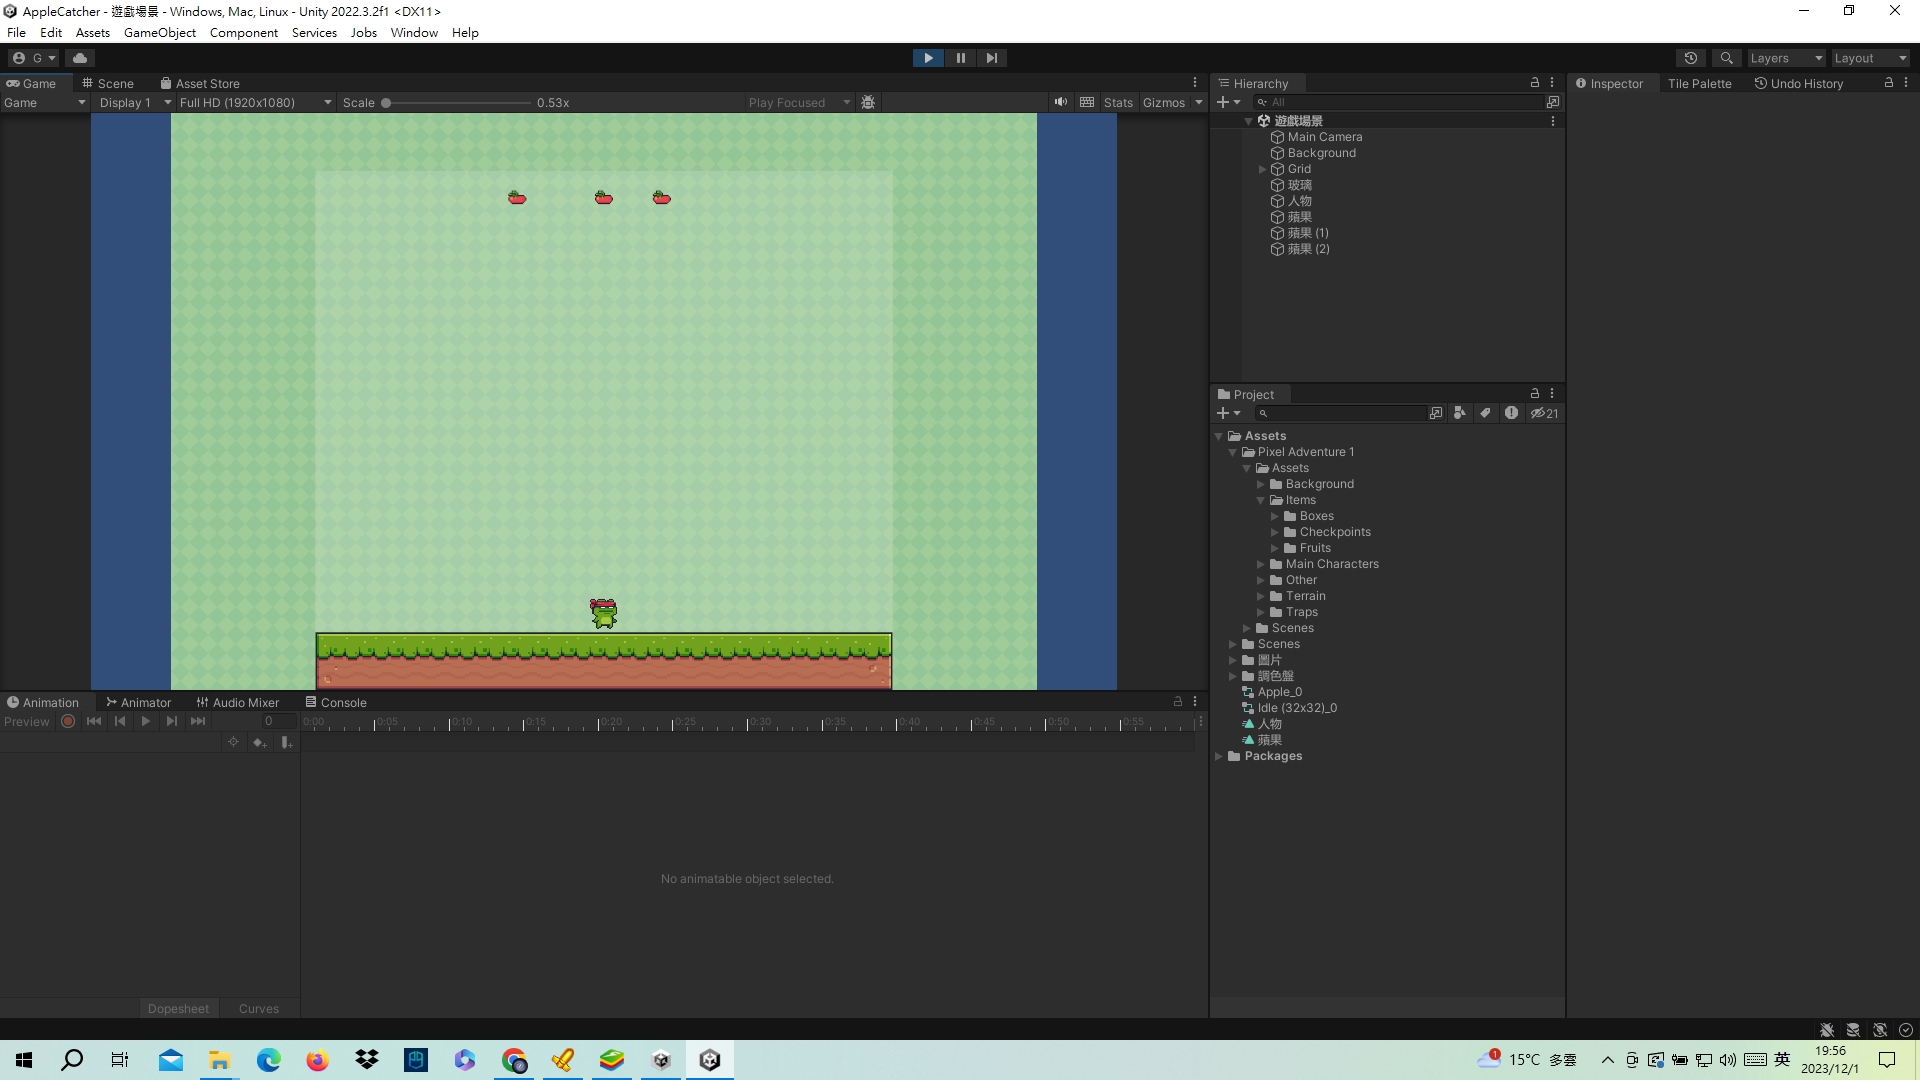 AppleCatcher - 遊戲場景 - Windows, Mac, Linux - Unity 2022.3.2f1 <DX11>
File Edit Assets GameObject Component Services Jobs Window Help
G Layers Layout
Game Scene Asset Store
Game Display 1 Full HD (1920x1080) Scale 0.53x Play Focused Stats Gizmos
Hierarchy
All
遊戲場景
Main Camera
Background
Grid
玻璃
人物
蘋果
蘋果 (1)
蘋果 (2)
Inspector Tile Palette Undo History
Project
21
Assets
Pixel Adventure 1
Assets
Background
Items
Boxes
Checkpoints
Fruits
Main Characters
Other
Terrain
Traps
Scenes
Scenes
圖片
調色盤
Apple_0
Idle (32x32)_0
人物
蘋果
Packages
Animation Animator Audio Mixer Console
Preview 0 0:00 0:05 0:10 0:15 0:20 0:25 0:30 0:35 0:40 0:45 0:50 0:55
No animatable object selected.
Dopesheet Curves
1 15°C 多雲 英 19:56
2023/12/1